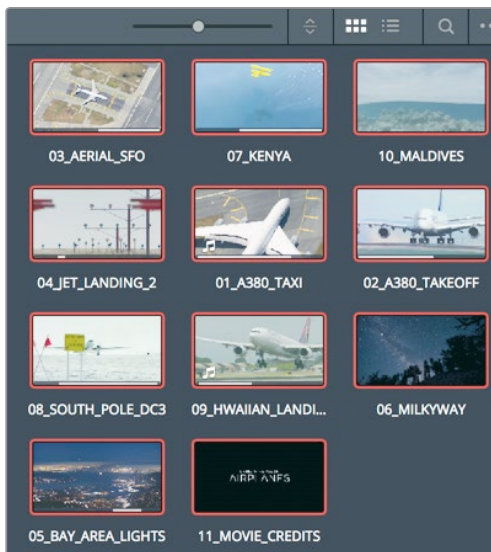 03_AERIAL_SFO
07_KENYA
10_MALDIVES
04_JET_LANDING_2
01_A380_TAXI
02_A380_TAKEOFF
08_SOUTH_POLE_DC3
09_HWAIIAN_LANDI...
06_MILKYWAY
AIRPLANES
05_BAY_AREA_LIGHTS
11_MOVIE_CREDITS